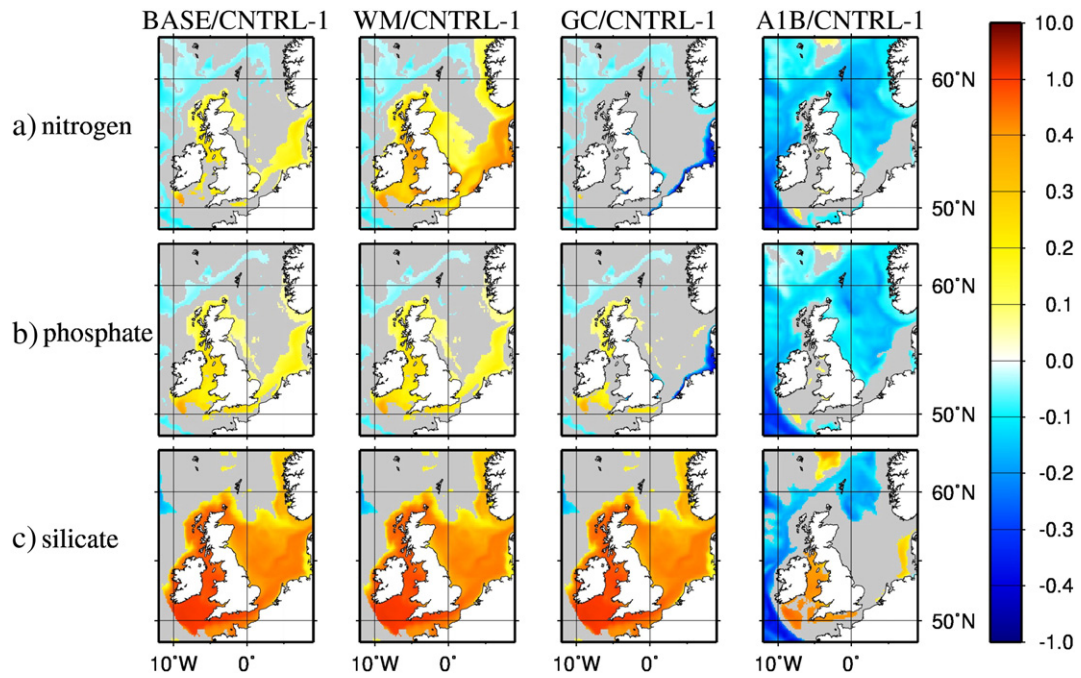 BASE/CNTRL-1 WM/CNTRL-1 GC/CNTRL-1 A1B/CNTRL-1
a) nitrogen
60°N
50°N
b) phosphate
60°N
50°N
c) silicate
60°N
50°N
10°W 0° 10°W 0° 10°W 0° 10°W 0°
10.0
1.0
0.4
0.3
0.2
0.1
0.0
-0.1
-0.2
-0.3
-0.4
-1.0